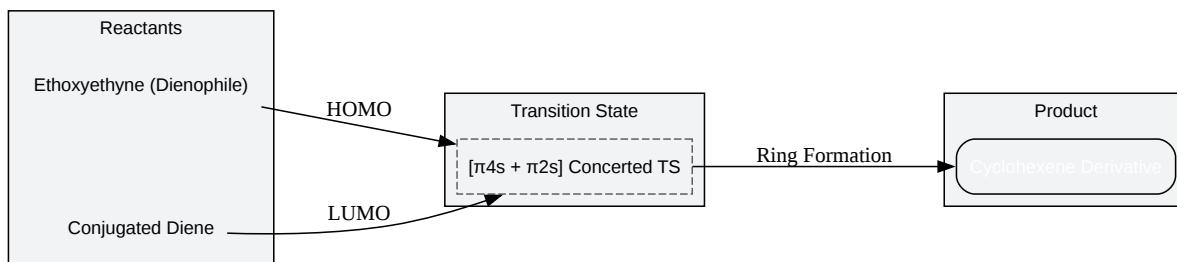 Reactants
Ethoxyethyne (Dienophile)
HOMO
Conjugated Diene
LUMO
Transition State
[π4s + π2s] Concerted TS
Ring Formation
Product
Cyclohexene Derivative